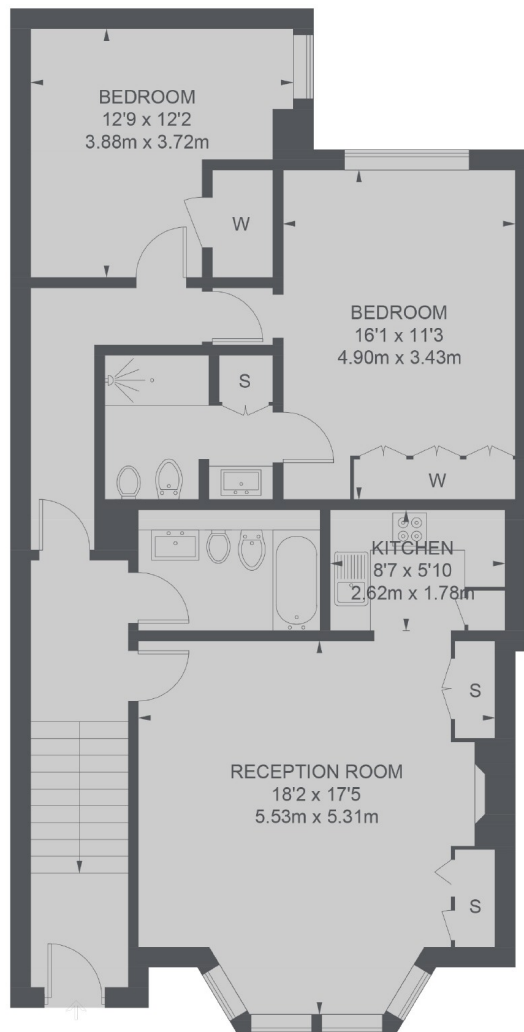 BEDROOM
12'9 x 12'2
3.88m x 3.72m
W
BEDROOM
16'1 x 11'3
4.90m x 3.43m
S
W
KITCHEN
8'7 x 5'10
2.62m x 1.78m
S
RECEPTION ROOM
18'2 x 17'5
5.53m x 5.31m
S